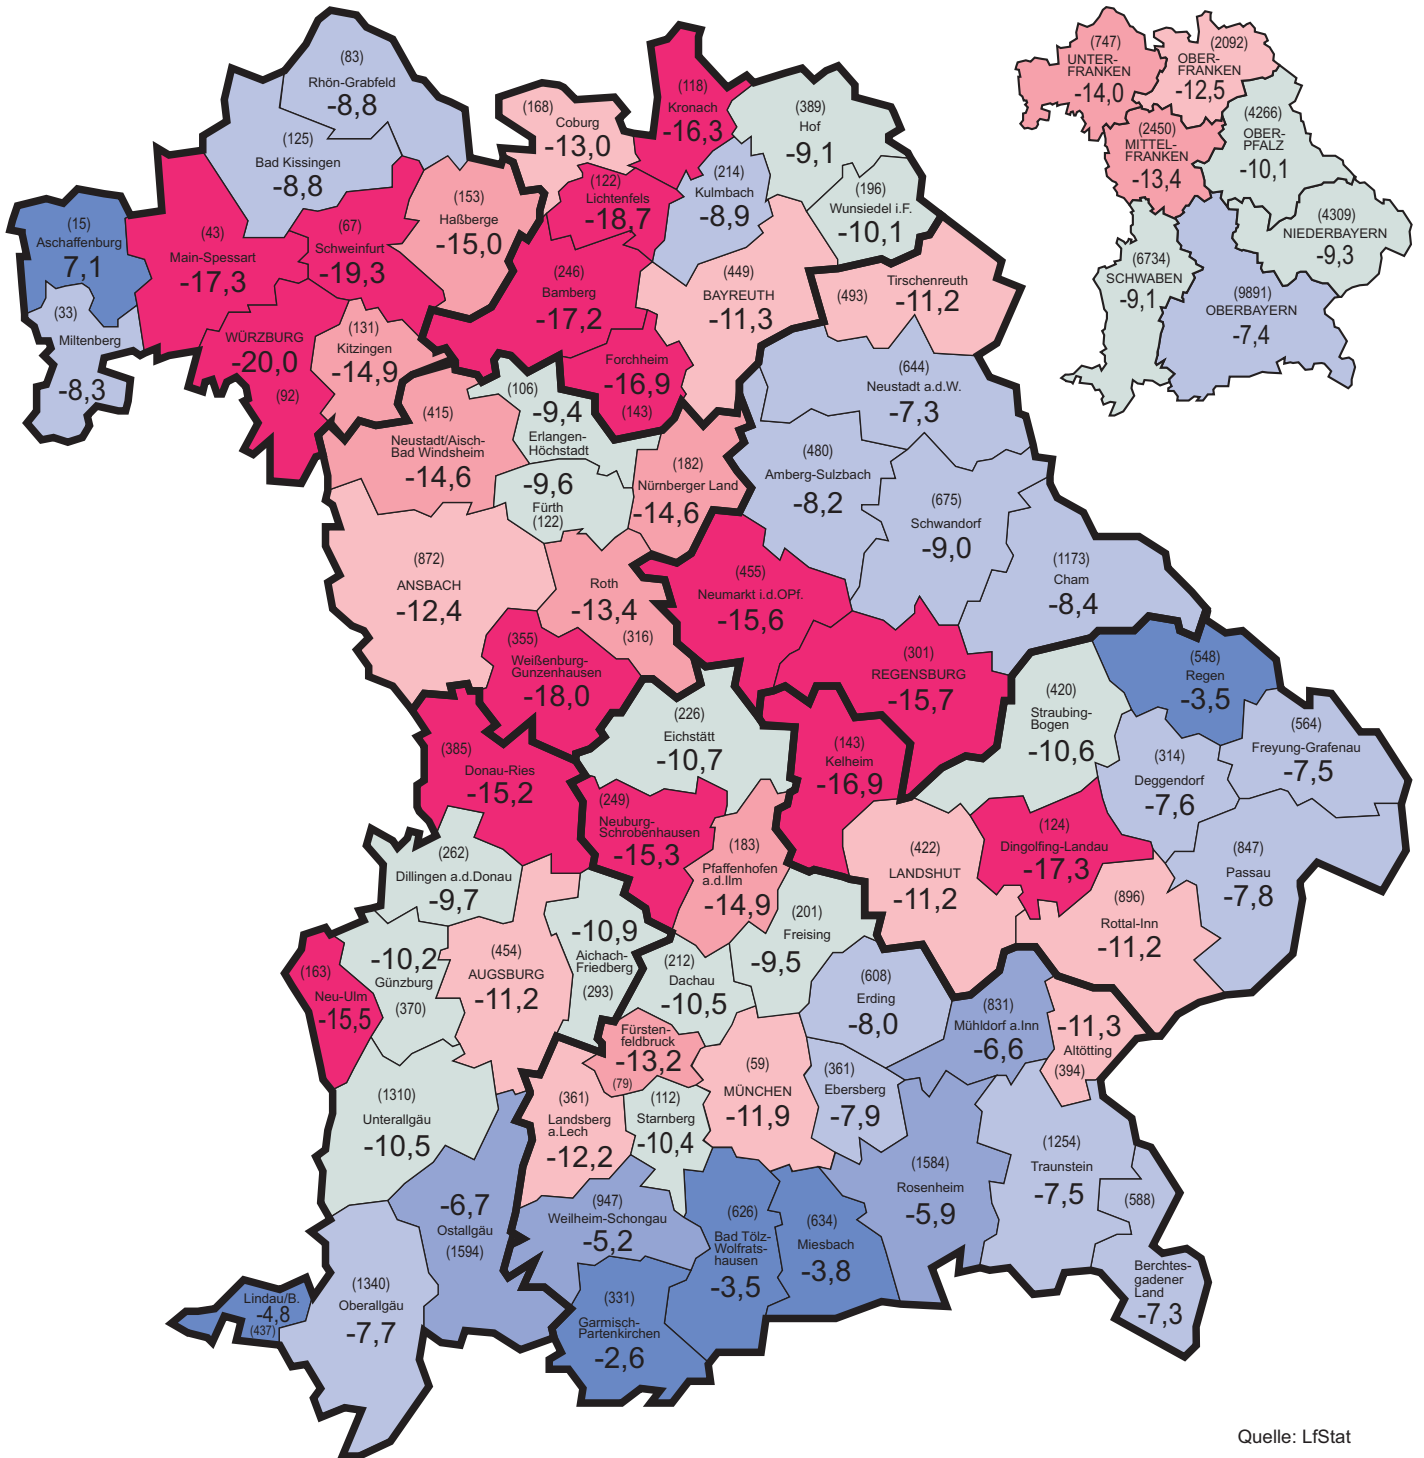 (83)
Rhön-Grabfeld
-8,8
(125)
Bad Kissingen
-8,8
(15)
Aschaffenburg
7,1
(33)
Miltenberg
-8,3
(43)
Main-Spessart
-17,3
(67)
Schweinfurt
-19,3
(153)
Haßberge
-15,0
WÜRZBURG
-20,0
(92)
(131)
Kitzingen
-14,9
(168)
Coburg
-13,0
(118)
Kronach
-16,3
(389)
Hof
-9,1
(122)
Lichtenfels
-18,7
(214)
Kulmbach
-8,9
(196)
Wunsiedel i.F.
-10,1
(246)
Bamberg
-17,2
(449)
BAYREUTH
-11,3
Forchheim
-16,9
(143)
Tirschenreuth
(493)
-11,2
(644)
Neustadt a.d.W.
-7,3
(480)
Amberg-Sulzbach
-8,2
(675)
Schwandorf
-9,0
(1173)
Cham
-8,4
(455)
Neumarkt i.d.OPf.
-15,6
(301)
REGENSBURG
-15,7
(415)
Neustadt/Aisch-
Bad Windsheim
-14,6
(106)
-9,4
Erlangen-
Höchstadt
-9,6
Fürth
(122)
(182)
Nürnberger Land
-14,6
(872)
ANSBACH
-12,4
Roth
-13,4
(316)
(355)
Weißenburg-
Gunzenhausen
-18,0
(548)
Regen
-3,5
(420)
Straubing-
Bogen
-10,6
(564)
Freyung-Grafenau
-7,5
(314)
Deggendorf
-7,6
(847)
Passau
-7,8
(143)
Kelheim
-16,9
(422)
LANDSHUT
-11,2
(124)
Dingolfing-Landau
-17,3
(896)
Rottal-Inn
-11,2
(226)
Eichstätt
-10,7
(249)
Neuburg-
Schrobenhausen
-15,3
(183)
Pfaffenhofen
a.d.Ilm
-14,9
(201)
Freising
-9,5
(212)
Dachau
-10,5
(608)
Erding
-8,0
(831)
Mühldorf a.Inn
-6,6
-11,3
Altötting
(394)
Fürsten-
feldbruck
-13,2
(79)
(59)
MÜNCHEN
-11,9
(361)
Ebersberg
-7,9
(361)
Landsberg
a.Lech
-12,2
(112)
Starnberg
-10,4
(1584)
Rosenheim
-5,9
(1254)
Traunstein
-7,5
(588)
Berchtes-
gadener
Land
-7,3
(947)
Weilheim-Schongau
-5,2
(626)
Bad Tölz-
Wolfrats-
hausen
-3,5
(634)
Miesbach
-3,8
(331)
Garmisch-
Partenkirchen
-2,6
(385)
Donau-Ries
-15,2
(262)
Dillingen a.d.Donau
-9,7
-10,2
Günzburg
(370)
(454)
AUGSBURG
-11,2
-10,9
Aichach-
Friedberg
(293)
(163)
Neu-Ulm
-15,5
(1310)
Unterallgäu
-10,5
-6,7
Ostallgäu
(1594)
(1340)
Oberallgäu
-7,7
Lindau/B.
-4,8
(437)
(747)
UNTER-
FRANKEN
-14,0
(2092)
OBER-
FRANKEN
-12,5
(2450)
MITTEL-
FRANKEN
-13,4
(4266)
OBER-
PFALZ
-10,1
(4309)
NIEDERBAYERN
-9,3
(6734)
SCHWABEN
-9,1
(9891)
OBERBAYERN
-7,4
Quelle: LfStat